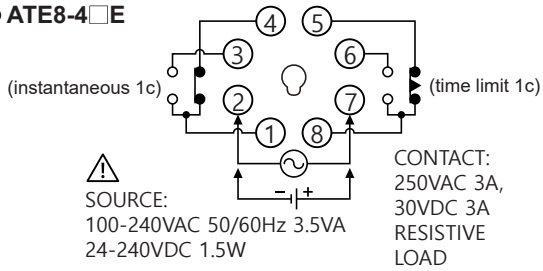 ATE8-4□E
4 5
3 6
(instantaneous 1c) (time limit 1c)
2 7
1 8
− +
SOURCE:
100-240VAC 50/60Hz 3.5VA
24-240VDC 1.5W
CONTACT:
250VAC 3A,
30VDC 3A
RESISTIVE
LOAD